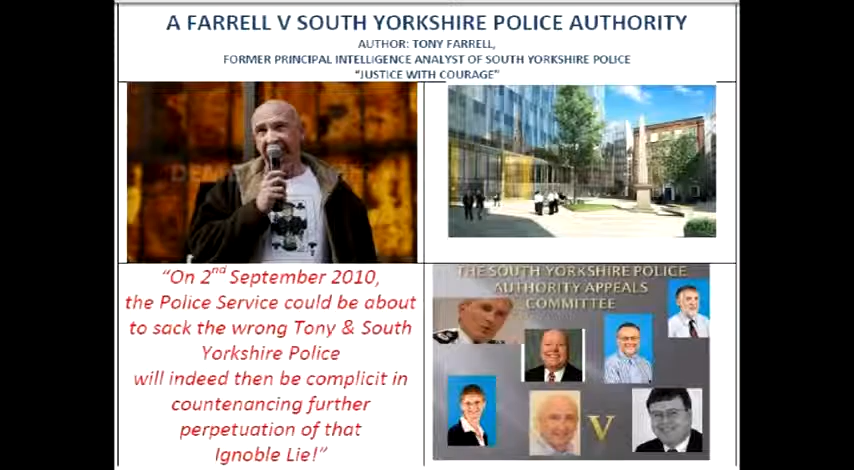 A FARRELL V SOUTH YORKSHIRE POLICE AUTHORITY
AUTHOR: TONY FARRELL,
FORMER PRINCIPAL INTELLIGENCE ANALYST OF SOUTH YORKSHIRE POLICE
“JUSTICE WITH COURAGE”
“On 2nd September 2010,
the Police Service could be about
to sack the wrong Tony & South
Yorkshire Police
will indeed then be complicit in
countenancing further
perpetuation of that
Ignoble Lie!”
THE SOUTH YORKSHIRE POLICE
AUTHORITY APPEALS
COMMITTEE
V